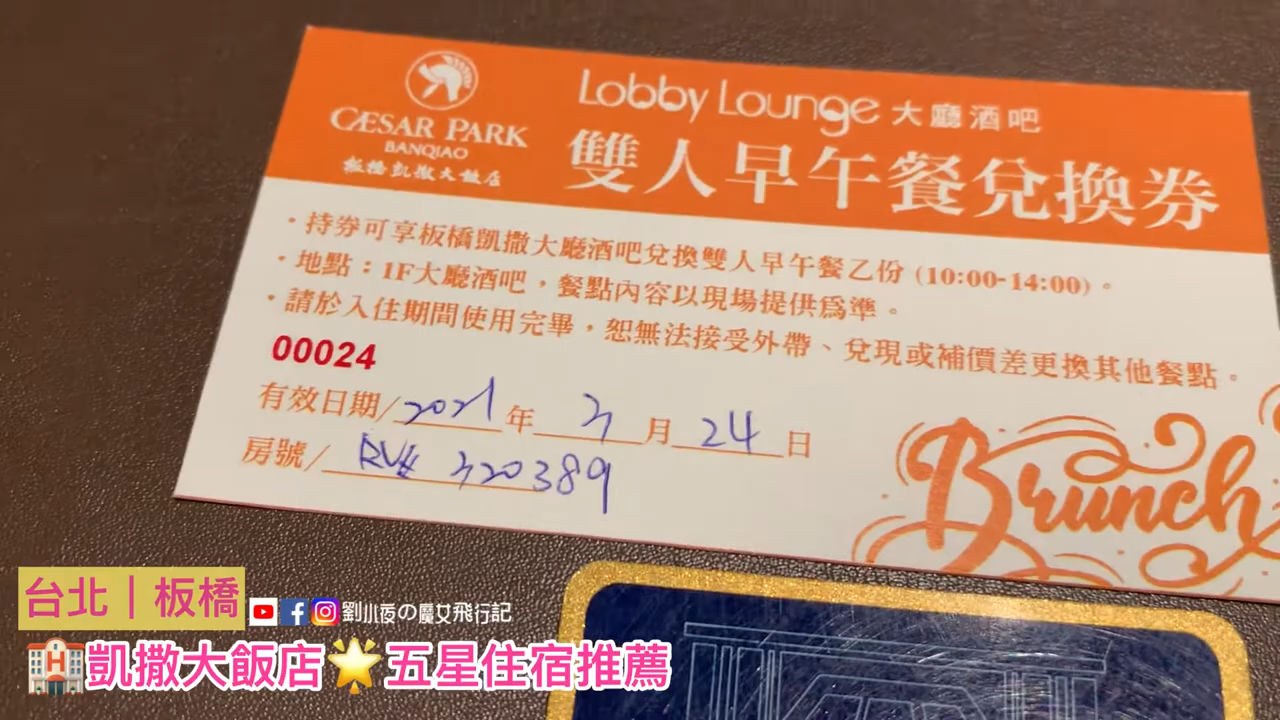 CÆSAR PARK
BANQIAO
板橋凱撒大飯店
Lobby Lounge 大廳酒吧
雙人早午餐兌換券
・持券可享板橋凱撒大廳酒吧兌換雙人早午餐乙份 (10:00-14:00)。
・地點：1F大廳酒吧，餐點內容以現場提供為準。
・請於入住期間使用完畢，恕無法接受外帶、兌現或補價差更換其他餐點。
00024
有效日期/2021年3月24日
房號/ RV# 320389
Brunch
台北｜板橋
劉小夜の魔女飛行記
凱撒大飯店🌟五星住宿推薦